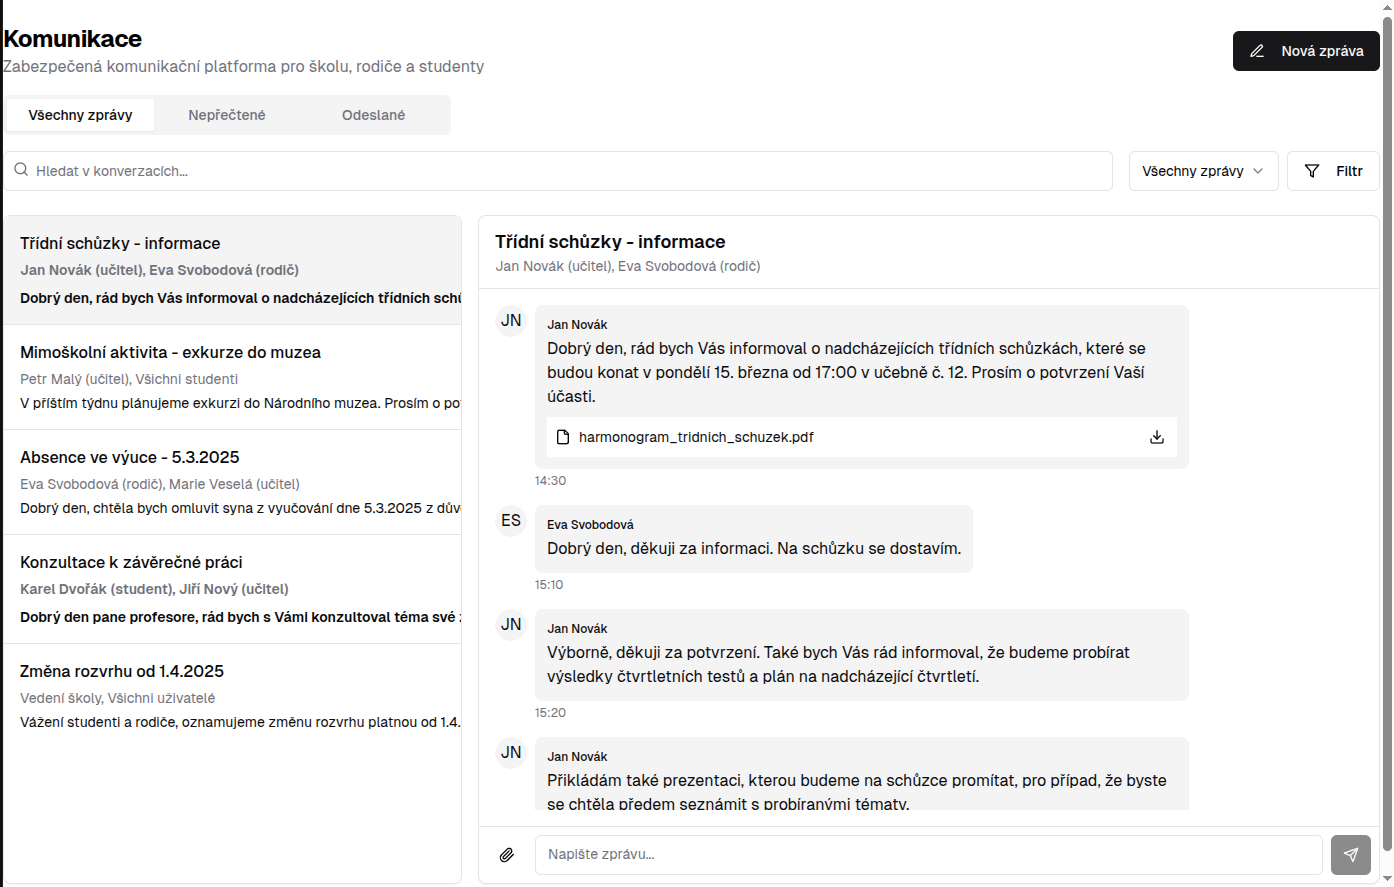 Komunikace
Zabezpečená komunikační platforma pro školu, rodiče a studenty
Nová zpráva
Všechny zprávy
Nepřečtené
Odeslané
Hledat v konverzacích...
Všechny zprávy
Filtr
Třídní schůzky - informace
Jan Novák (učitel), Eva Svobodová (rodič)
Dobrý den, rád bych Vás informoval o nadcházejících třídních schů
Mimoškolní aktivita - exkurze do muzea
Petr Malý (učitel), Všichni studenti
V příštím týdnu plánujeme exkurzi do Národního muzea. Prosím o po
Absence ve výuce - 5.3.2025
Eva Svobodová (rodič), Marie Veselá (učitel)
Dobrý den, chtěla bych omluvit syna z vyučování dne 5.3.2025 z dův
Konzultace k závěrečné práci
Karel Dvořák (student), Jiří Nový (učitel)
Dobrý den pane profesore, rád bych s Vámi konzultoval téma své
Změna rozvrhu od 1.4.2025
Vedení školy, Všichni uživatelé
Vážení studenti a rodiče, oznamujeme změnu rozvrhu platnou od 1.4.
Třídní schůzky - informace
Jan Novák (učitel), Eva Svobodová (rodič)
JN
Jan Novák
Dobrý den, rád bych Vás informoval o nadcházejících třídních schůzkách, které se
budou konat v pondělí 15. března od 17:00 v učebně č. 12. Prosím o potvrzení Vaší
účasti.
harmonogram_tridnich_schuzek.pdf
14:30
ES
Eva Svobodová
Dobrý den, děkuji za informaci. Na schůzku se dostavím.
15:10
JN
Jan Novák
Výborně, děkuji za potvrzení. Také bych Vás rád informoval, že budeme probírat
výsledky čtvrtletních testů a plán na nadcházející čtvrtletí.
15:20
JN
Jan Novák
Přikládám také prezentaci, kterou budeme na schůzce promítat, pro případ, že byste
se chtěla předem seznámit s probíranými tématy.
Napište zprávu...